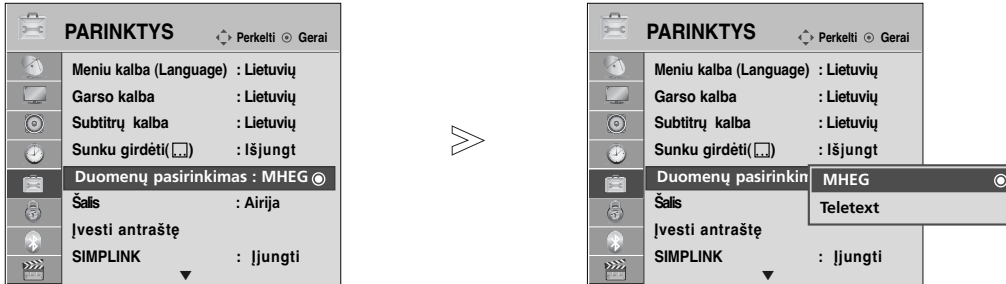 PARINKTYS Perkelti Gerai
Meniu kalba (Language) : Lietuvių
Garso kalba : Lietuvių
Subtitrų kalba : Lietuvių
Sunku girdėti( ... ) : Išjungt
Duomenų pasirinkimas : MHEG
Šalis : Airija
Įvesti antraštę
SIMPLINK : Įjungti
PARINKTYS Perkelti Gerai
Meniu kalba (Language) : Lietuvių
Garso kalba : Lietuvių
Subtitrų kalba : Lietuvių
Sunku girdėti( ... ) : Išjungt
Duomenų pasirinkim
MHEG
Teletext
Šalis : Airija
Įvesti antraštę
SIMPLINK : Įjungti